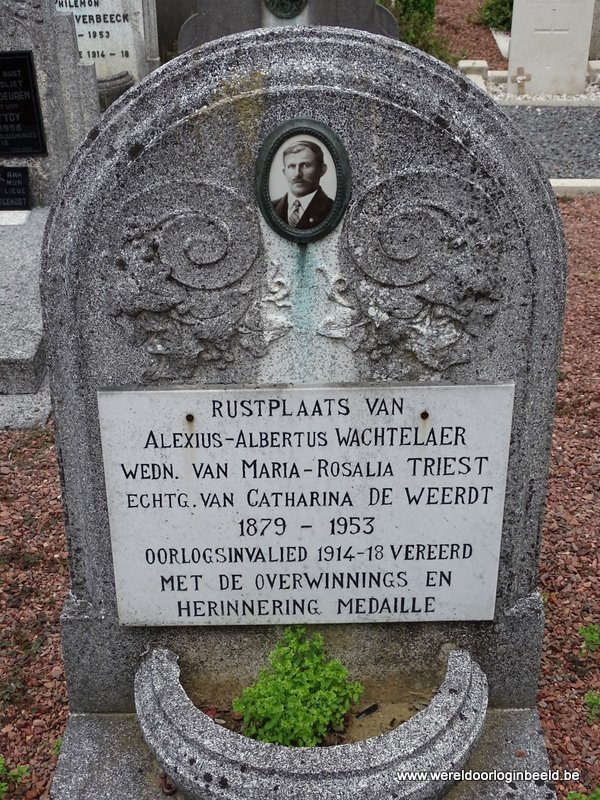 PHILEMON
VERBEECK
- 1953
E 1914 - 18
RUST
RUSTPLAATS VAN
ALEXIUS-ALBERTUS WACHTELAER
WEDN. VAN MARIA-ROSALIA TRIEST
ECHTG. VAN CATHARINA DE WEERDT
1879 - 1953
OORLOGSINVALIED 1914-18 VEREERD
MET DE OVERWINNINGS EN
HERINNERING MEDAILLE
www.wereldoorloginbeeld.be